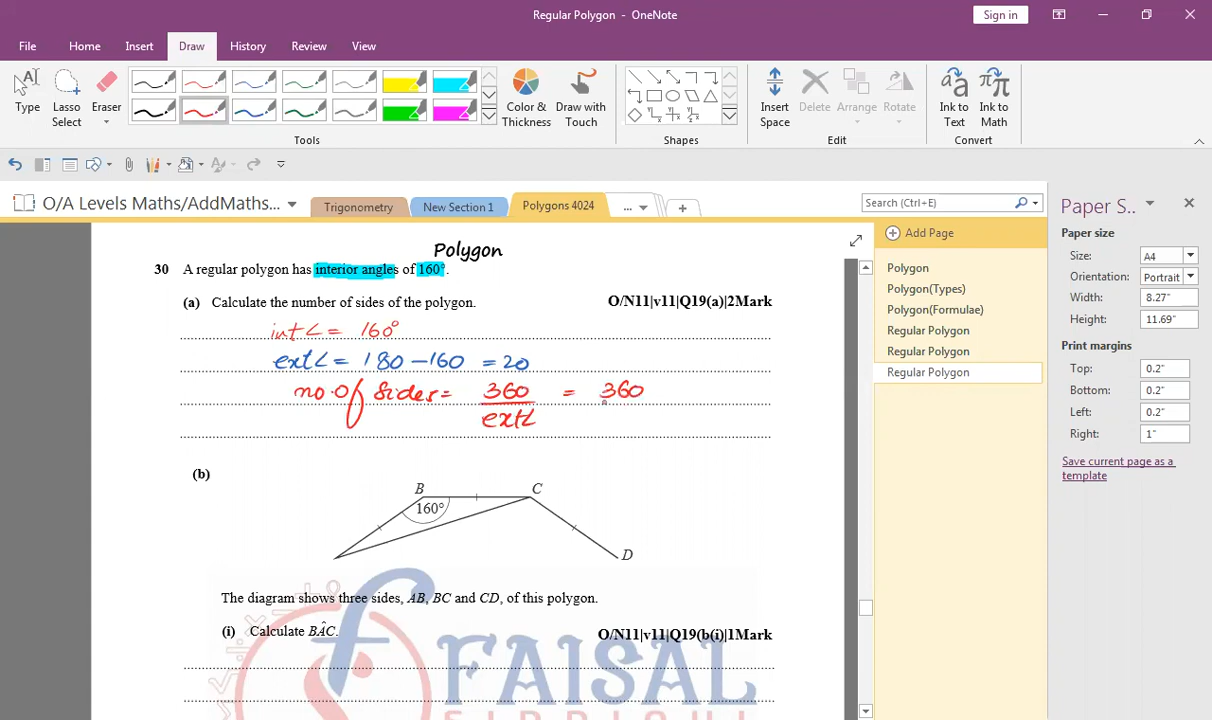 Regular Polygon - OneNote
Sign in
File Home Insert Draw History Review View
Type
Lasso Select
Eraser
Color & Thickness
Draw with Touch
Insert Space
Delete
Arrange
Rotate
Ink to Text
Ink to Math
Tools
Shapes
Edit
Convert
O/A Levels Maths/AddMaths...
Trigonometry
New Section 1
Polygons 4024
...
Search (Ctrl+E)
Polygon
30 A regular polygon has interior angles of 160°.
(a) Calculate the number of sides of the polygon. O/N11|v11|Q19(a)|2Mark
int∠ = 160°
ext∠ = 180 - 160 = 20
no. of sides = 360 / ext∠ = 360
(b)
B C
160°
D
The diagram shows three sides, AB, BC and CD, of this polygon.
(i) Calculate BÂC. O/N11|v11|Q19(b(i)|1Mark
FAISAL
Add Page
Polygon
Polygon(Types)
Polygon(Formulae)
Regular Polygon
Regular Polygon
Regular Polygon
Paper S...
Paper size
Size: A4
Orientation: Portrait
Width: 8.27"
Height: 11.69"
Print margins
Top: 0.2"
Bottom: 0.2"
Left: 0.2"
Right: 1"
Save current page as a
template